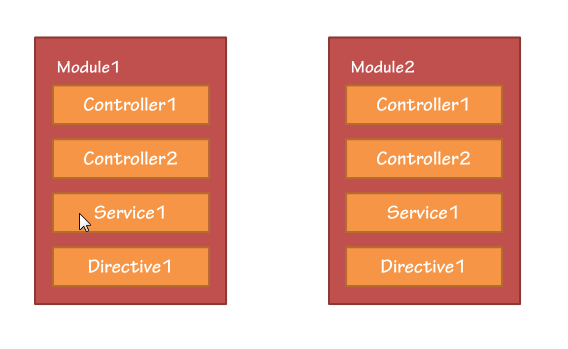 Module1
Controller1
Controller2
Service1
Directive1
Module2
Controller1
Controller2
Service1
Directive1